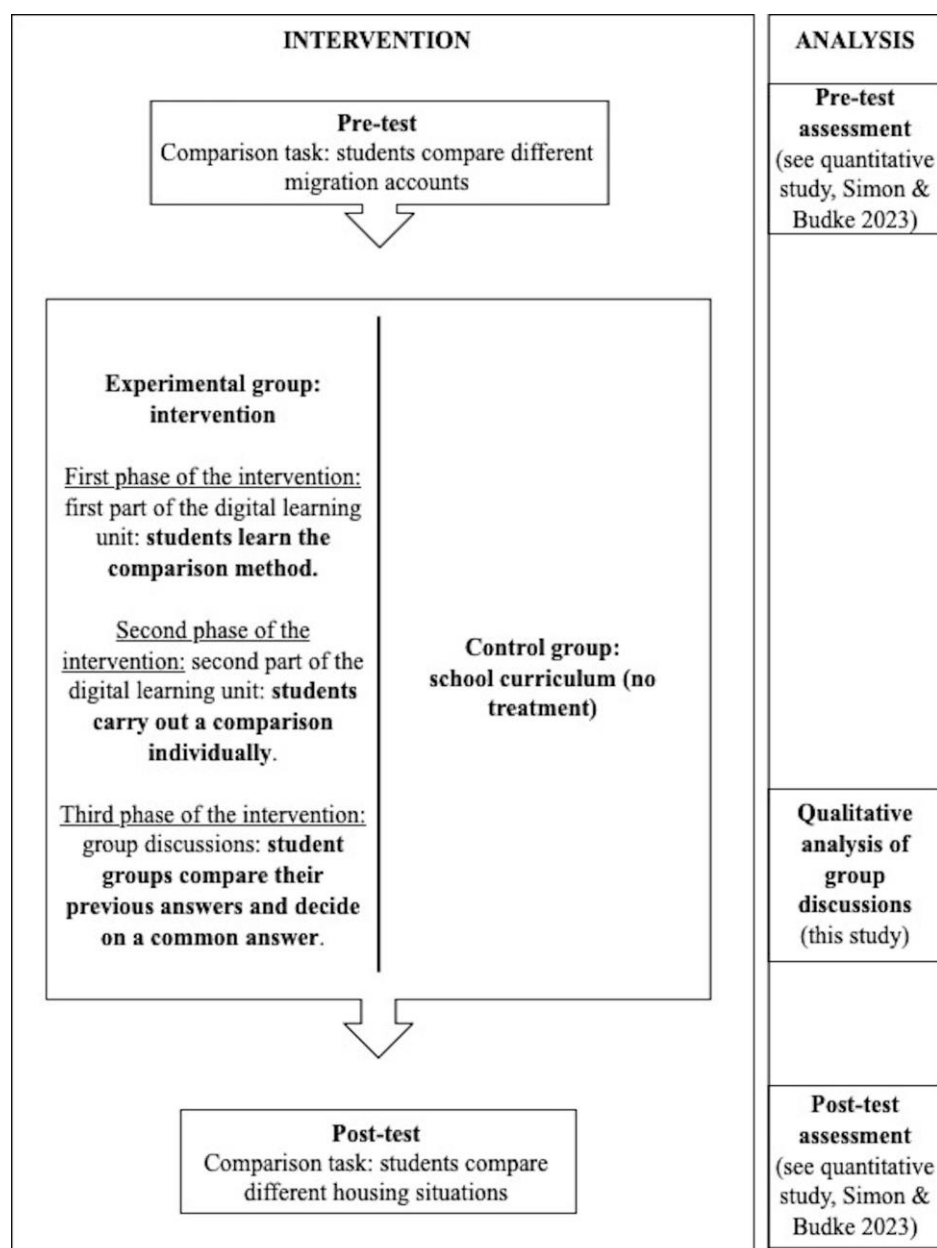 INTERVENTION
Pre-test
Comparison task: students compare different
migration accounts
Experimental group:
intervention
First phase of the intervention:
first part of the digital learning
unit: students learn the
comparison method.
Second phase of the
intervention: second part of the
digital learning unit: students
carry out a comparison
individually.
Third phase of the intervention:
group discussions: student
groups compare their
previous answers and decide
on a common answer.
Control group:
school curriculum (no
treatment)
Post-test
Comparison task: students compare
different housing situations
ANALYSIS
Pre-test
assessment
(see quantitative
study, Simon &
Budke 2023)
Qualitative
analysis of
group
discussions
(this study)
Post-test
assessment
(see quantitative
study, Simon &
Budke 2023)